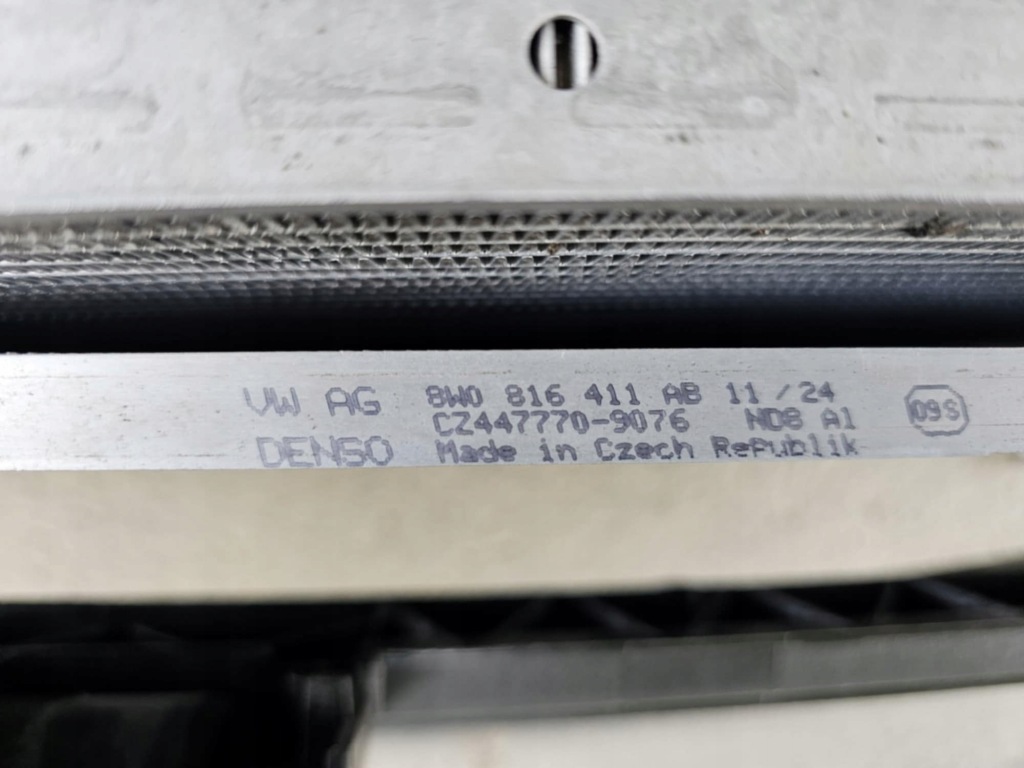 VW AG 8W0 816 411 AB 11/24
CZ447770-9076 ND8 A1
DENSO Made in Czech Republik
09S